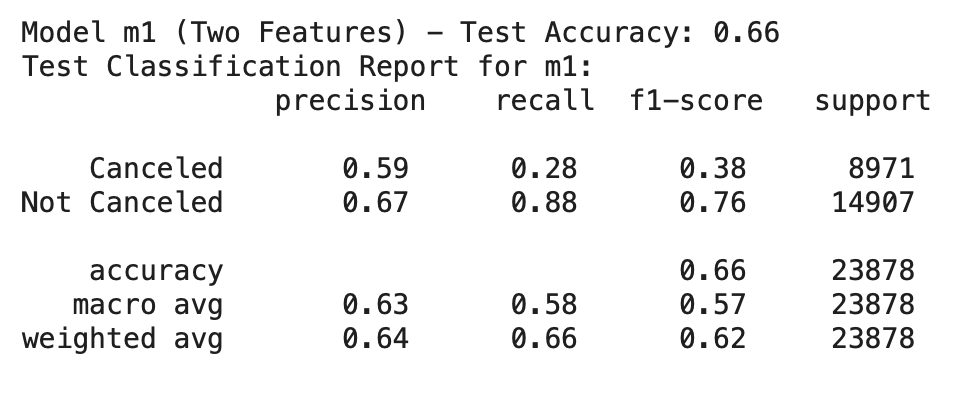 Model m1 (Two Features) – Test Accuracy: 0.66
Test Classification Report for m1:
precision recall f1-score support
Canceled 0.59 0.28 0.38 8971
Not Canceled 0.67 0.88 0.76 14907
accuracy 0.66 23878
macro avg 0.63 0.58 0.57 23878
weighted avg 0.64 0.66 0.62 23878